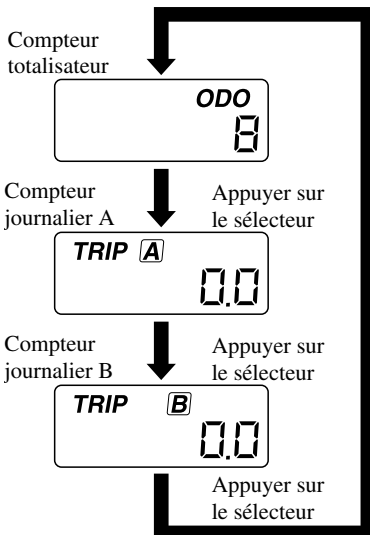 Compteur
totalisateur
ODO
8
Compteur
journalier A
Appuyer sur
le sélecteur
TRIP A
0.0
Compteur
journalier B
Appuyer sur
le sélecteur
TRIP B
0.0
Appuyer sur
le sélecteur